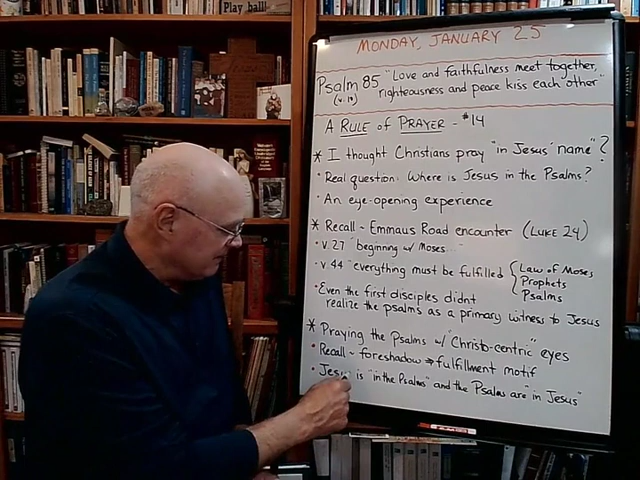 Play ball!
MONDAY, JANUARY 25
Psalm 85 "Love and faithfulness meet together,
(v. 10) righteousness and peace kiss each other"
A RULE of PRAYER - #14
* I thought Christians pray "in Jesus' name"?
• Real question: Where is Jesus in the Psalms?
• An eye-opening experience
* Recall ~ Emmaus Road encounter (LUKE 24)
• v. 27 "beginning w/ Moses..."
• v 44 "everything must be fulfilled { Law of Moses,
Prophets
Psalms
• Even the first disciples didnt
realize the psalms as a primary witness to Jesus
* Praying the Psalms w/ "Christo-centric" eyes
• Recall ~ foreshadow → fulfillment motif
• Jesus is "in the Psalms" and the Psalms are "in Jesus"